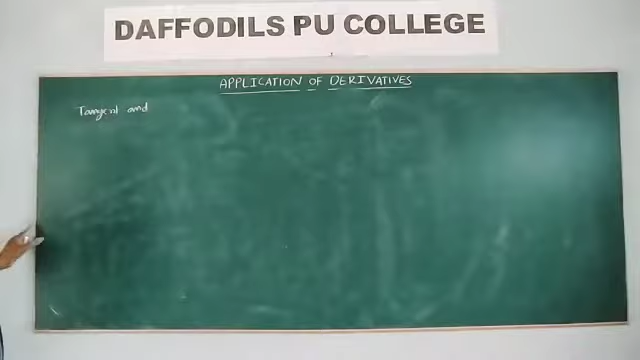 DAFFODILS PU COLLEGE
APPLICATION OF DERIVATIVES
Tangent and